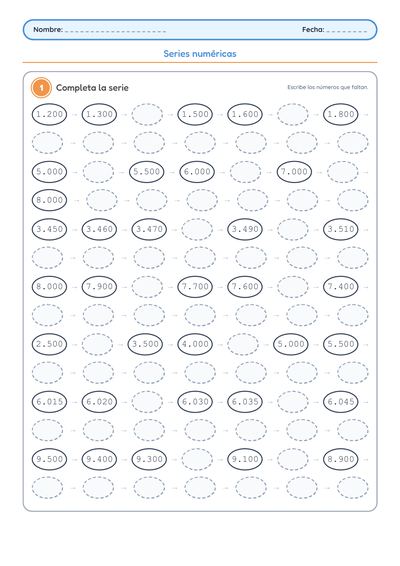 Nombre: Fecha:
Series numéricas
1 Completa la serie Escribe los números que faltan.
1.200 1.300 1.500 1.600 1.800
5.000 5.500 6.000 7.000
8.000
3.450 3.460 3.470 3.490 3.510
8.000 7.900 7.700 7.600 7.400
2.500 3.500 4.000 5.000 5.500
6.015 6.020 6.030 6.035 6.045
9.500 9.400 9.300 9.100 8.900